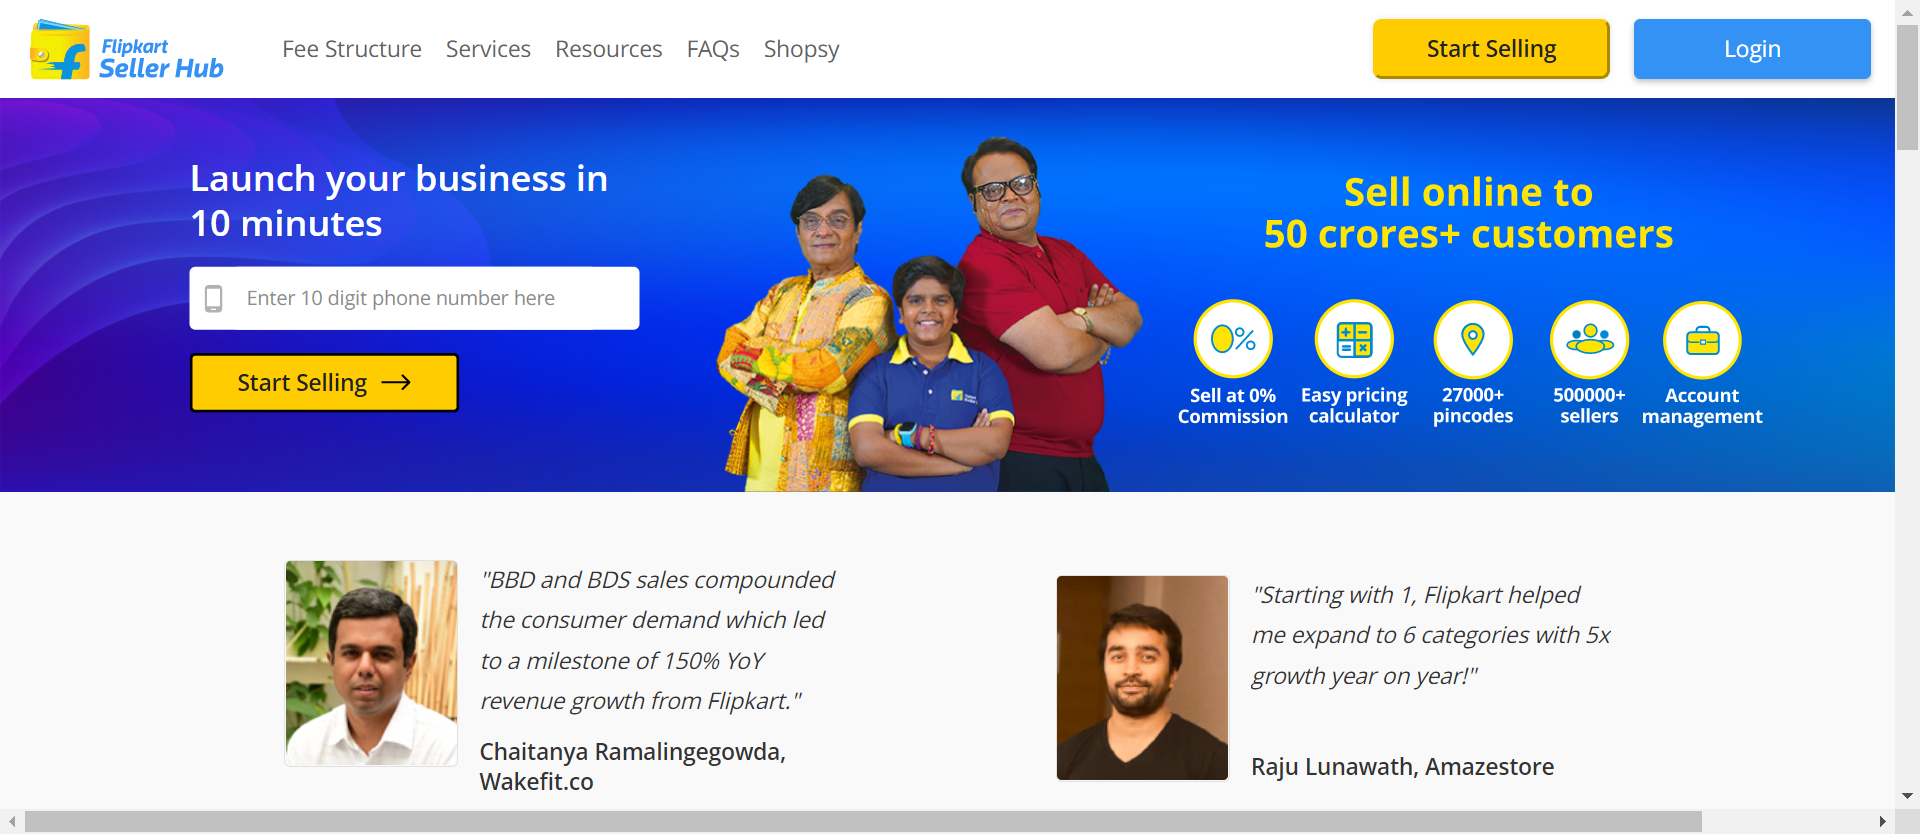 Flipkart
Seller Hub
Fee Structure
Services
Resources
FAQs
Shopsy
Start Selling
Login
Launch your business in
10 minutes
Enter 10 digit phone number here
Start Selling
Sell online to
50 crores+ customers
Sell at 0%
Commission
Easy pricing
calculator
27000+
pincodes
500000+
sellers
Account
management
"BBD and BDS sales compounded
the consumer demand which led
to a milestone of 150% YoY
revenue growth from Flipkart."
Chaitanya Ramalingegowda,
Wakefit.co
"Starting with 1, Flipkart helped
me expand to 6 categories with 5x
growth year on year!"
Raju Lunawath, Amazestore